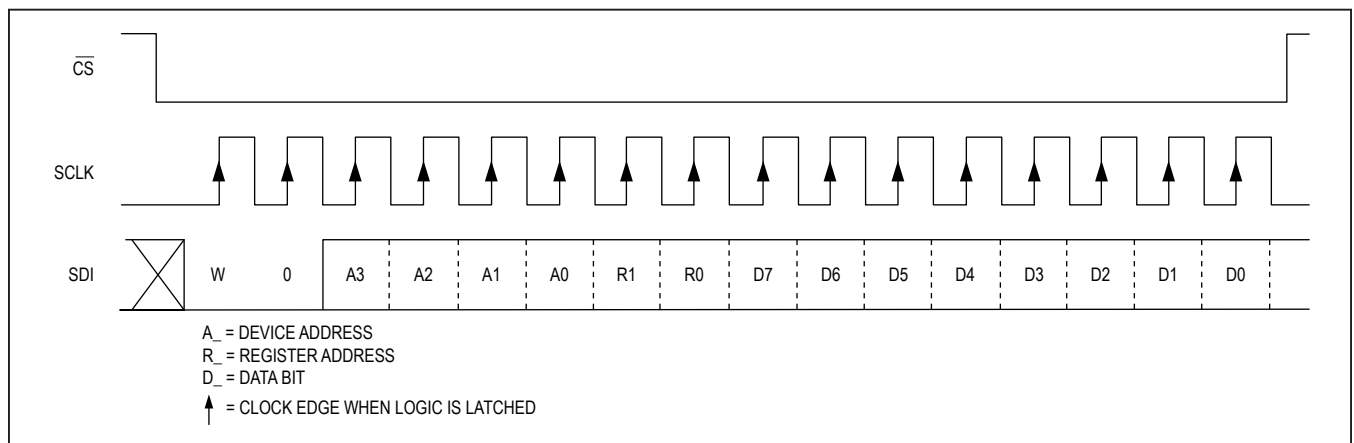 C̅S̅
SCLK
SDI W 0 A3 A2 A1 A0 R1 R0 D7 D6 D5 D4 D3 D2 D1 D0
A_ = DEVICE ADDRESS
R_ = REGISTER ADDRESS
D_ = DATA BIT
= CLOCK EDGE WHEN LOGIC IS LATCHED